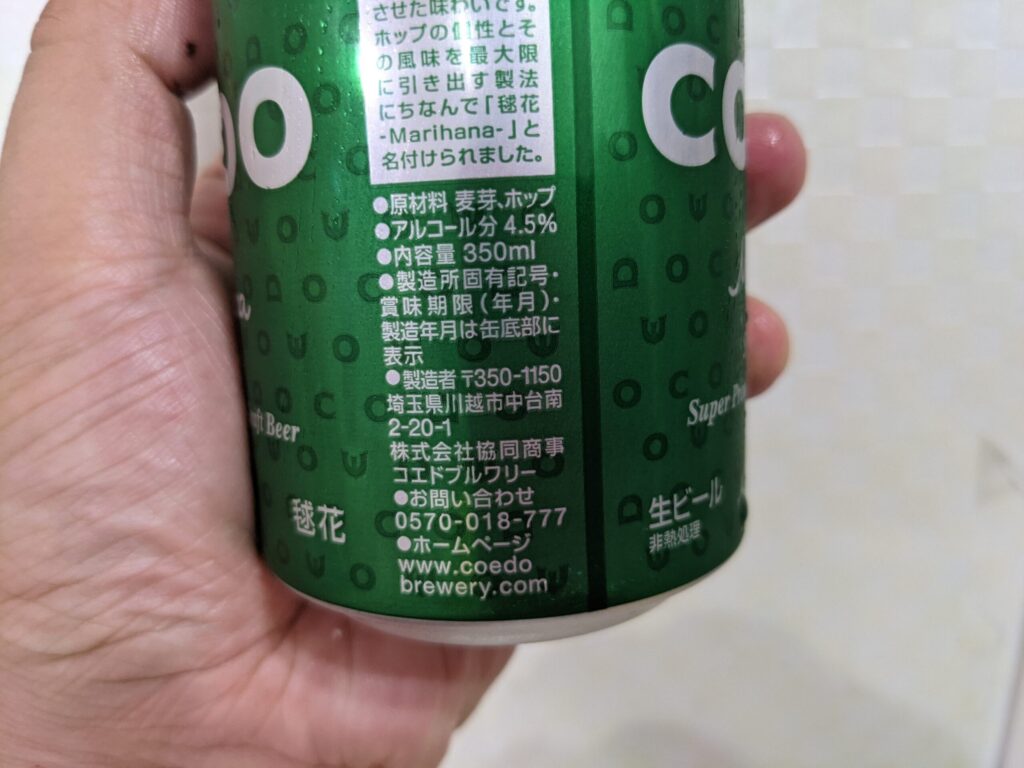 させた味わいです。
ホップの個性とそ
の風味を最大限
に引き出す製法
にちなんで「毬花
-Marihana-」と
名付けられました。
●原材料 麦芽、ホップ
●アルコール分 4.5%
●内容量 350ml
●製造所固有記号・
賞味期限(年月)・
製造年月は缶底部に
表示
●製造者 〒350-1150
埼玉県川越市中台南
2-20-1
株式会社協同商事
コエドブルワリー
●お問い合わせ
0570-018-777
●ホームページ
www.coedo
brewery.com
Beer
毬花
Super
生ビール
非熱処理